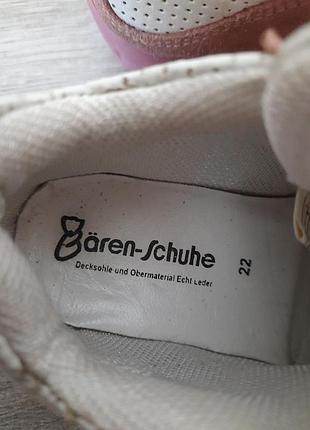 Bären-Schuhe
Decksohle und Obermaterial Echt Leder
22